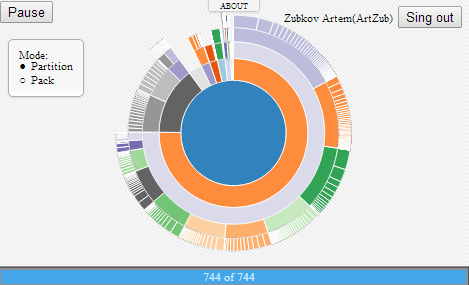 Pause
ABOUT
Zubkov Artem(ArtZub)
Sing out
Mode:
Partition
Pack
744 of 744